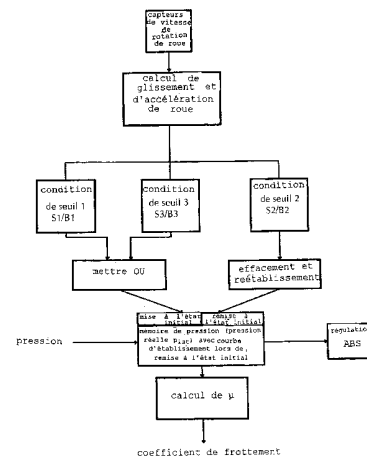 capteurs
de vitesse
de
rotation
de roue
calcul de
glissement et
d'accélération
de
roue
condition
de seuil 1
S1/B1
condition
de seuil 3
S3/B3
condition
de seuil 2
S2/B2
mettre OU
effacement et
reétablissement
mise à l'état
initial
remise à
l'état initial
pression
mémoire de pression (pression
réelle pist) avec courbe
d'établissement lors de,
remise à l'état initial
régulation
ABS
calcul de µ
coefficient de frottement